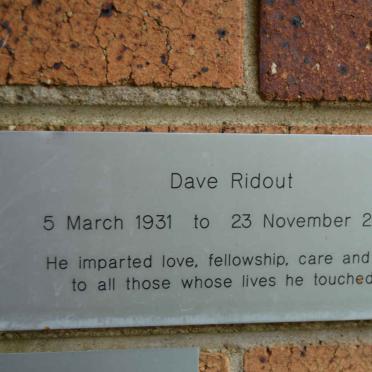 Dave Ridout
5 March 1931 to 23 November 2
He imparted love, fellowship, care and
to all those whose lives he touched